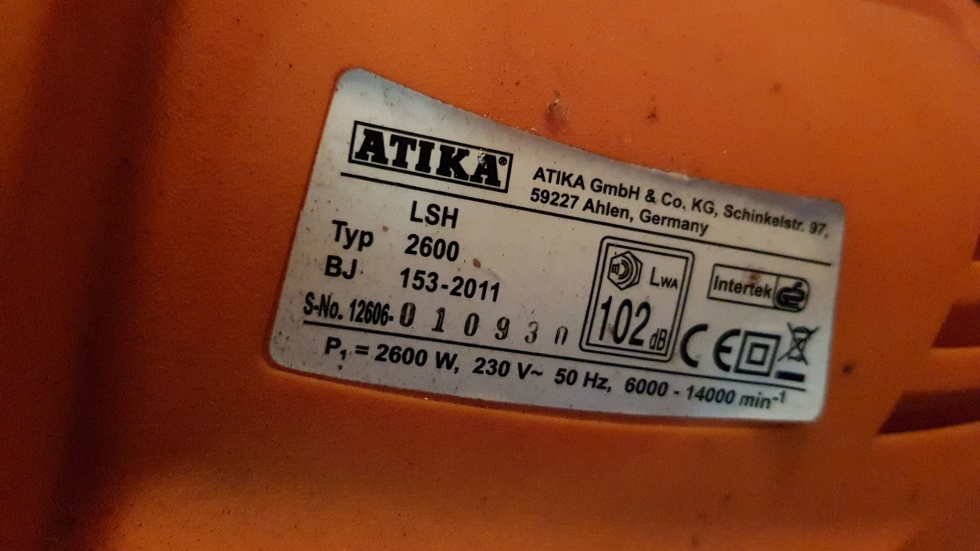 ATIKA®
ATIKA GmbH & Co. KG, Schinkelstr. 97,
59227 Ahlen, Germany
LSH
Typ 2600
BJ 153-2011
S-No. 12606-010930
LWA
102 dB
Intertek GS
CE
P₁ = 2600 W, 230 V~ 50 Hz, 6000 - 14000 min⁻¹